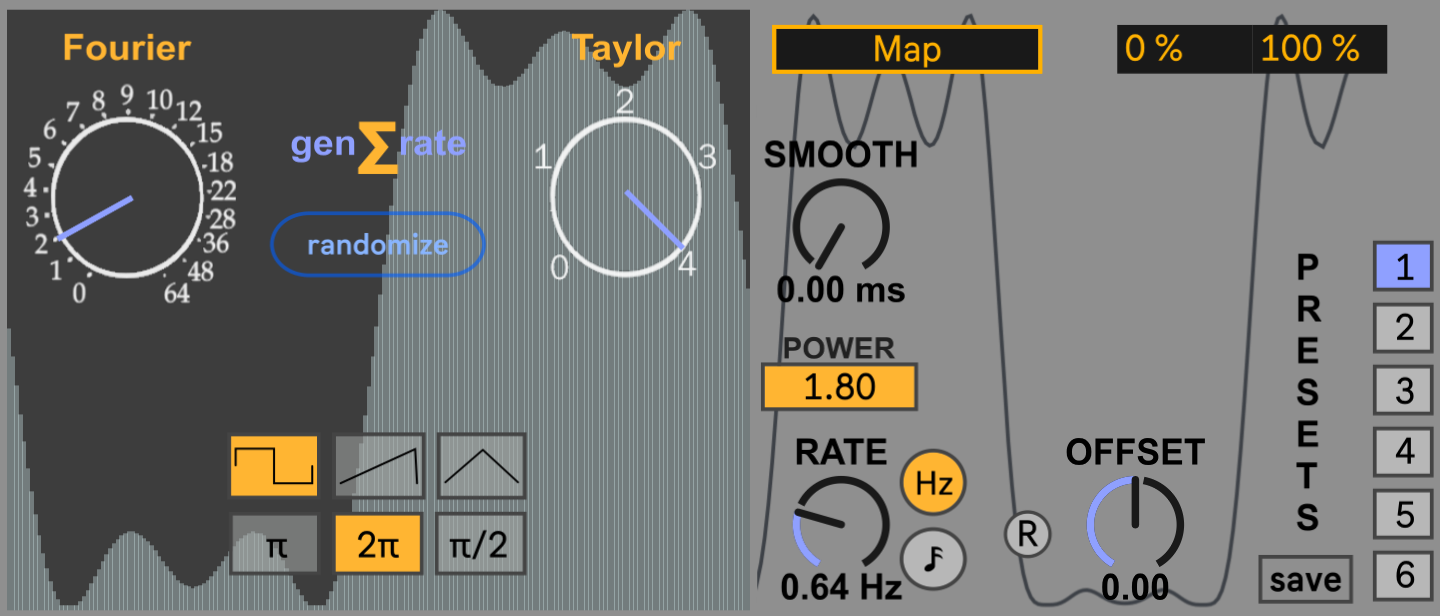 Fourier
0
1
2
3
4
5
6
7
8
9
10
12
15
18
22
28
36
48
64
genΣrate
randomize
Taylor
0
1
2
3
4
π
2π
π/2
Map
0 %
100 %
SMOOTH
0.00 ms
POWER
1.80
RATE
0.64 Hz
Hz
R
OFFSET
0.00
PRESETS
1
2
3
4
5
6
save